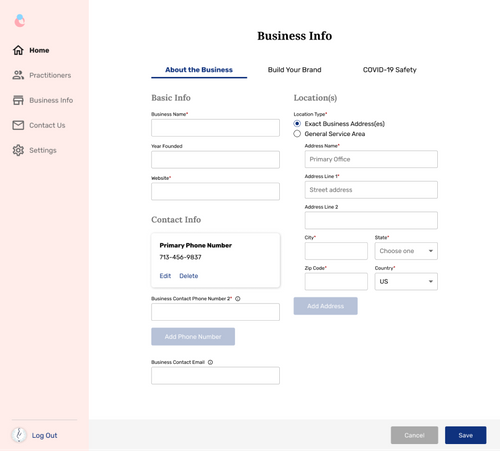 Home
Practitioners
Business Info
Contact Us
Settings
Log Out
Business Info
About the Business
Build Your Brand
COVID-19 Safety
Basic Info
Business Name*
Year Founded
Website*
Contact Info
Primary Phone Number
713-456-9837
Edit Delete
Business Contact Phone Number 2*
Add Phone Number
Business Contact Email
Location(s)
Location Type*
Exact Business Address(es)
General Service Area
Address Name*
Primary Office
Address Line 1*
Street address
Address Line 2
City* State*
Choose one
Zip Code* Country*
US
Add Address
Cancel Save